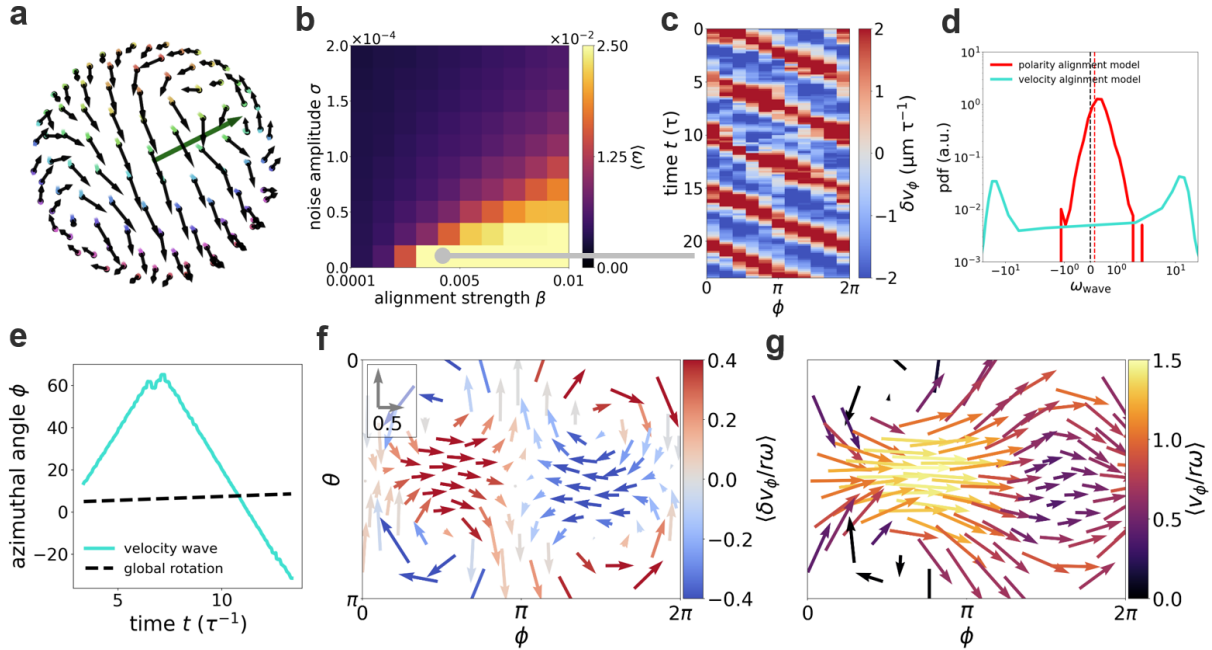 a
b
2.0
×10⁻⁴
1.5
1.0
0.5
0.0
noise amplitude σ
0.0001
0.005
0.01
alignment strength β
×10⁻²
2.50
1.25
0.00
⟨ω⟩
c
0
5
10
15
20
time t (τ)
0
π
2π
ϕ
2
1
0
−1
−2
δvϕ (μm τ⁻¹)
d
10¹
10⁰
10⁻¹
10⁻²
10⁻³
pdf (a.u.)
polarity alignment model
velocity alignment model
−10¹
−10⁰
0
10⁰
10¹
ωwave
e
60
40
20
0
−20
azimuthal angle ϕ
velocity wave
global rotation
5
10
time t (τ⁻¹)
f
0
θ
π
0.5
0
π
2π
ϕ
0.4
0.2
0.0
−0.2
−0.4
⟨δvϕ/rω⟩
g
0
π
2π
ϕ
1.5
1.0
0.5
0.0
⟨vϕ/rω⟩